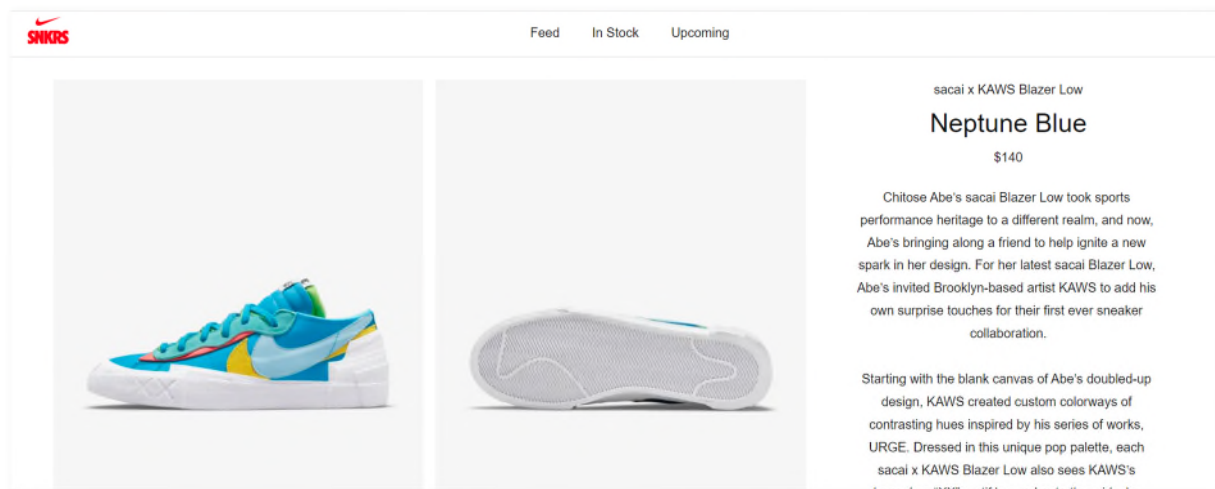 SNKRS
Feed
In Stock
Upcoming
sacai x KAWS Blazer Low
Neptune Blue
$140
Chitose Abe's sacai Blazer Low took sports
performance heritage to a different realm, and now,
Abe's bringing along a friend to help ignite a new
spark in her design. For her latest sacai Blazer Low,
Abe's invited Brooklyn-based artist KAWS to add his
own surprise touches for their first ever sneaker
collaboration.
Starting with the blank canvas of Abe's doubled-up
design, KAWS created custom colorways of
contrasting hues inspired by his series of works,
URGE. Dressed in this unique pop palette, each
sacai x KAWS Blazer Low also sees KAWS's
XX